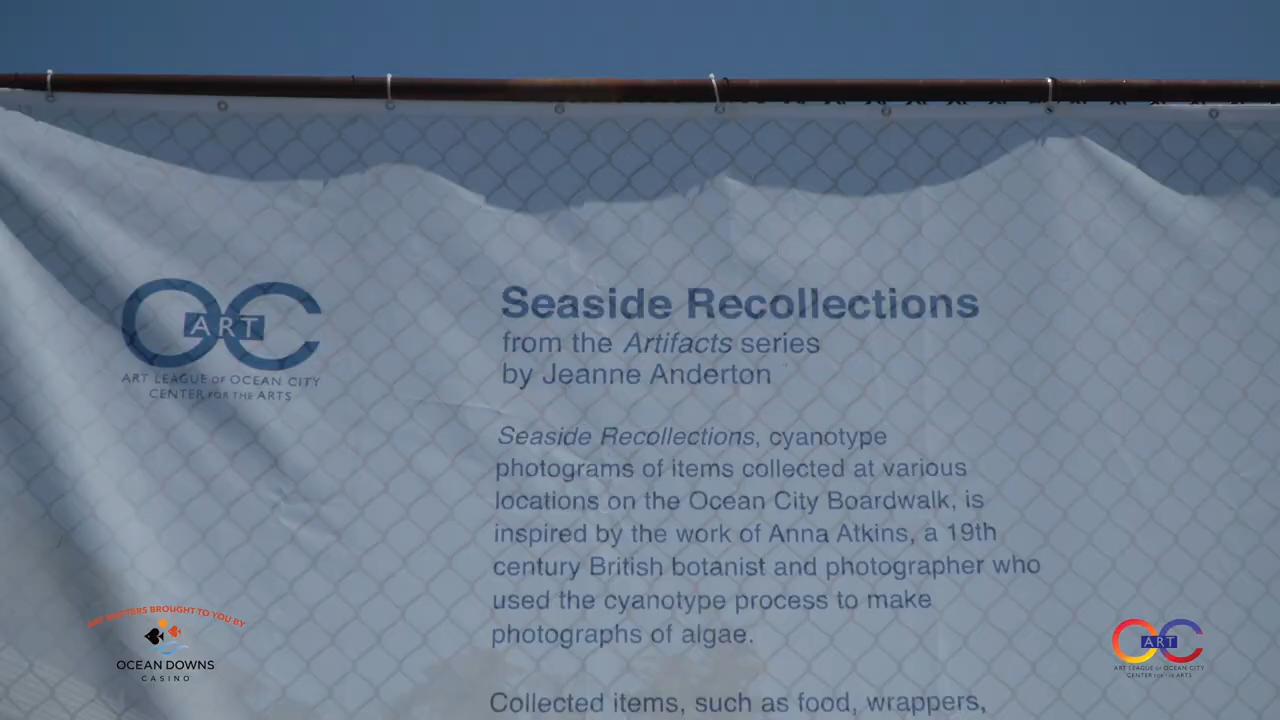 ART
ART LEAGUE OF OCEAN CITY
CENTER FOR THE ARTS
Seaside Recollections
from the Artifacts series
by Jeanne Anderton
Seaside Recollections, cyanotype
photograms of items collected at various
locations on the Ocean City Boardwalk, is
inspired by the work of Anna Atkins, a 19th
century British botanist and photographer who
used the cyanotype process to make
photographs of algae.
Collected items, such as food, wrappers,
ART MATTERS BROUGHT TO YOU BY
OCEAN DOWNS
CASINO
ART
ART LEAGUE OF OCEAN CITY
CENTER FOR THE ARTS